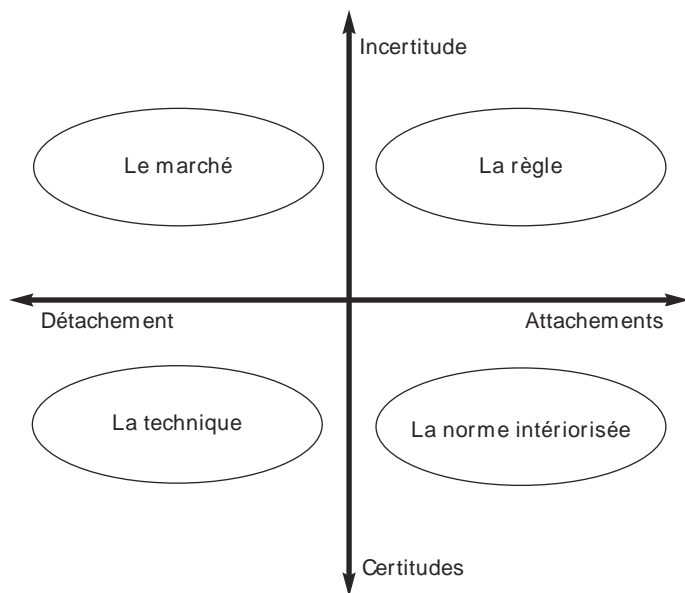 Incertitude
Le marché
La règle
Détachement
Attachements
La technique
La norme intériorisée
Certitudes